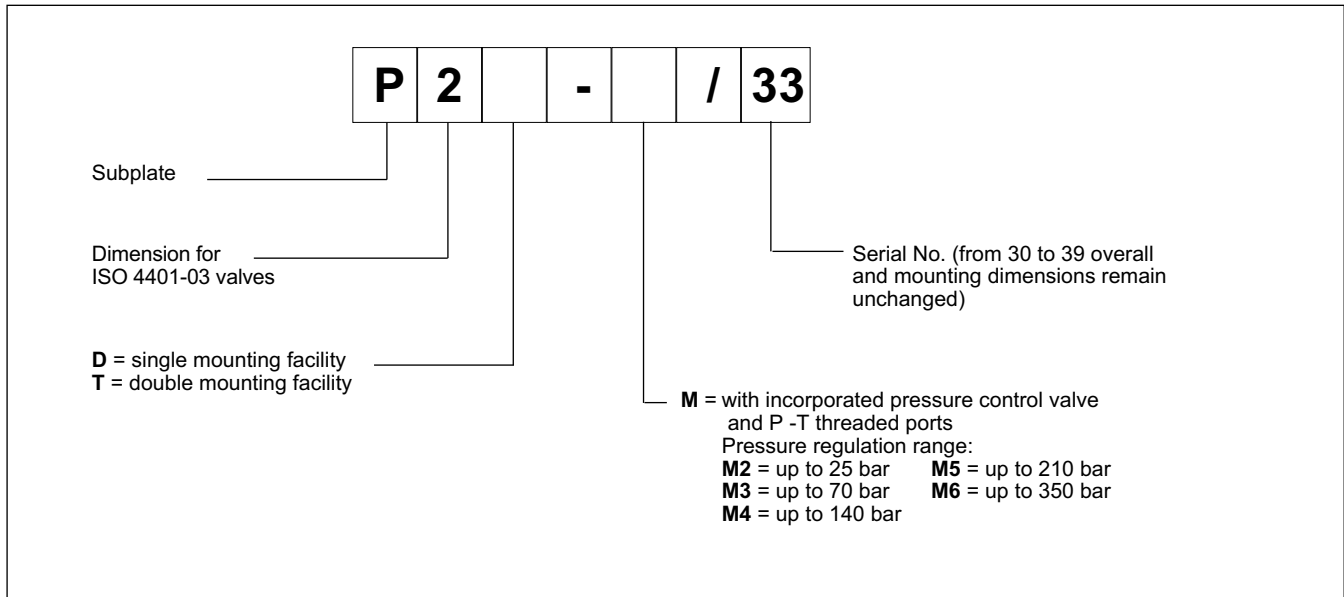 P 2 - / 33
Subplate
Dimension for
ISO 4401-03 valves
Serial No. (from 30 to 39 overall
and mounting dimensions remain
unchanged)
D = single mounting facility
T = double mounting facility
M = with incorporated pressure control valve
and P -T threaded ports
Pressure regulation range:
M2 = up to 25 bar M5 = up to 210 bar
M3 = up to 70 bar M6 = up to 350 bar
M4 = up to 140 bar